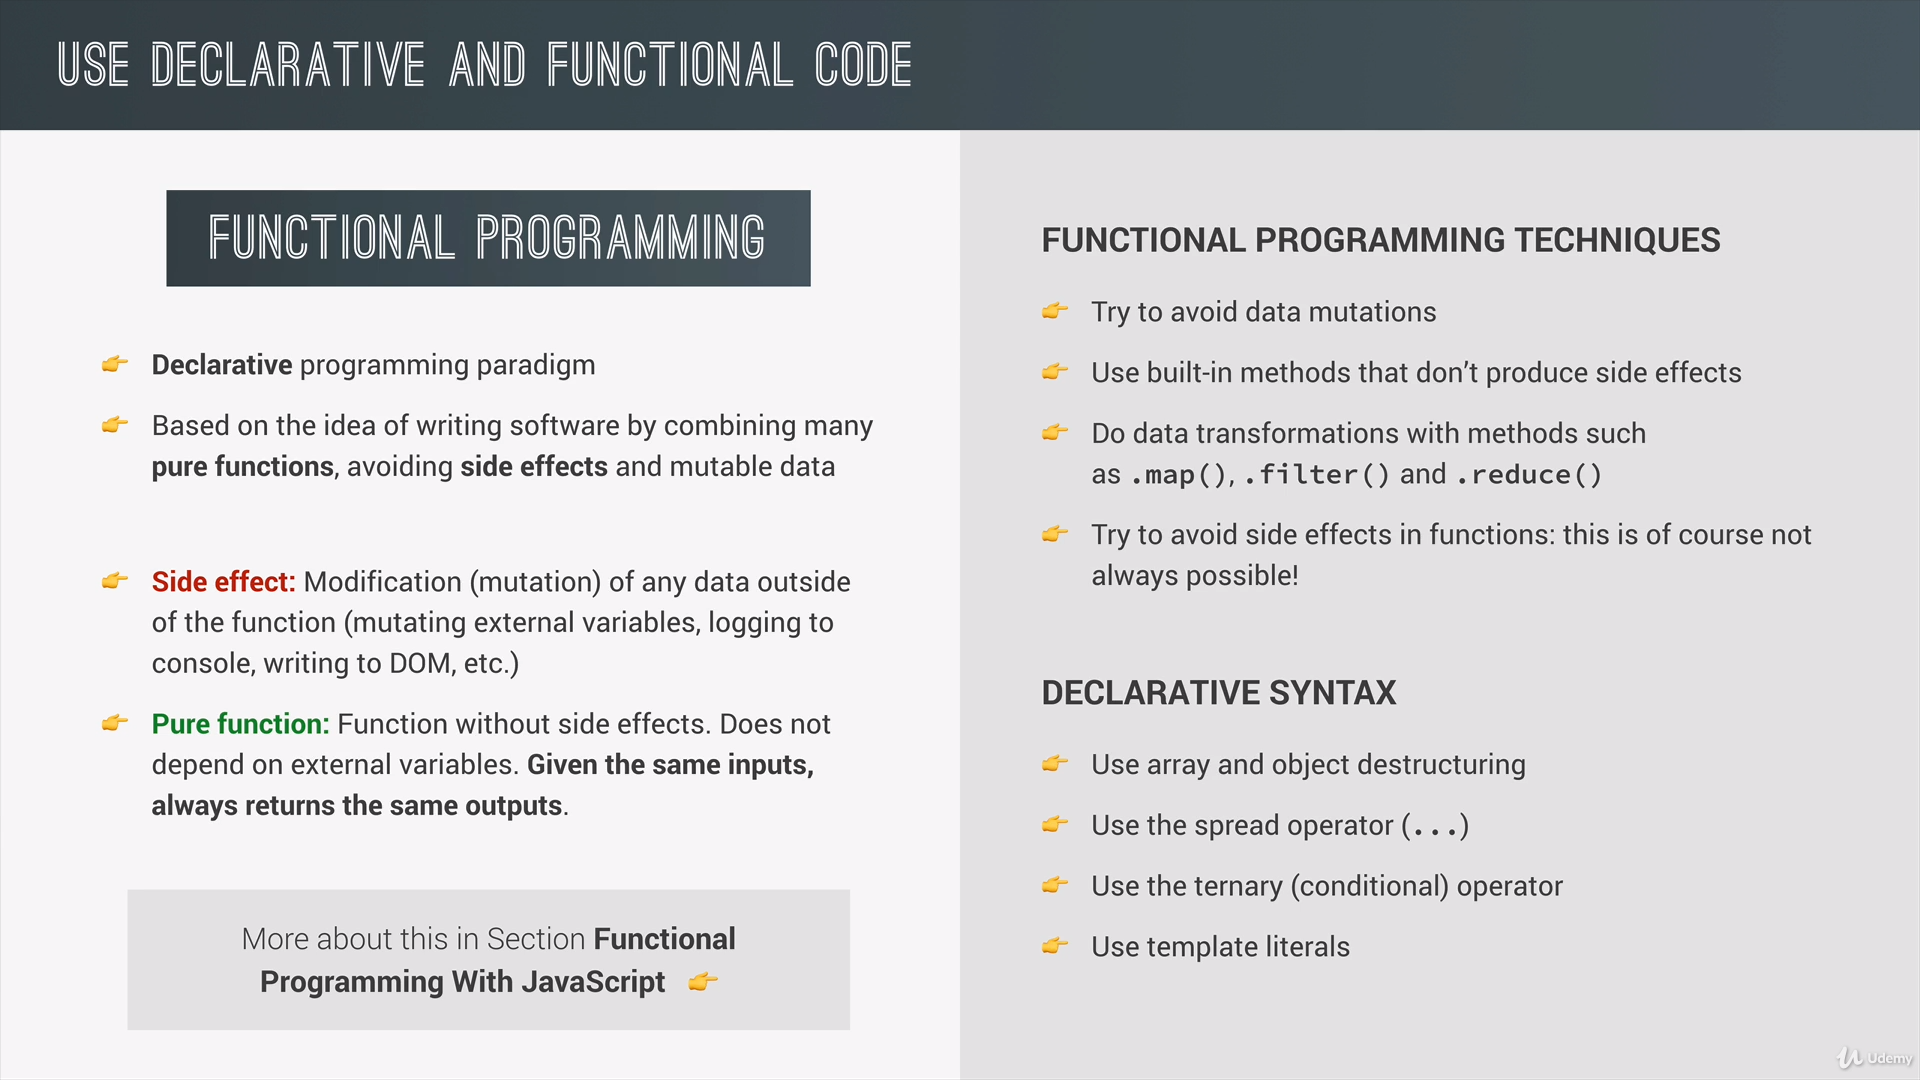 USE DECLARATIVE AND FUNCTIONAL CODE
FUNCTIONAL PROGRAMMING
Declarative programming paradigm
Based on the idea of writing software by combining many
pure functions, avoiding side effects and mutable data
Side effect: Modification (mutation) of any data outside
of the function (mutating external variables, logging to
console, writing to DOM, etc.)
Pure function: Function without side effects. Does not
depend on external variables. Given the same inputs,
always returns the same outputs.
More about this in Section Functional
Programming With JavaScript
FUNCTIONAL PROGRAMMING TECHNIQUES
Try to avoid data mutations
Use built-in methods that don’t produce side effects
Do data transformations with methods such
as .map(), .filter() and .reduce()
Try to avoid side effects in functions: this is of course not
always possible!
DECLARATIVE SYNTAX
Use array and object destructuring
Use the spread operator (...)
Use the ternary (conditional) operator
Use template literals
Udemy